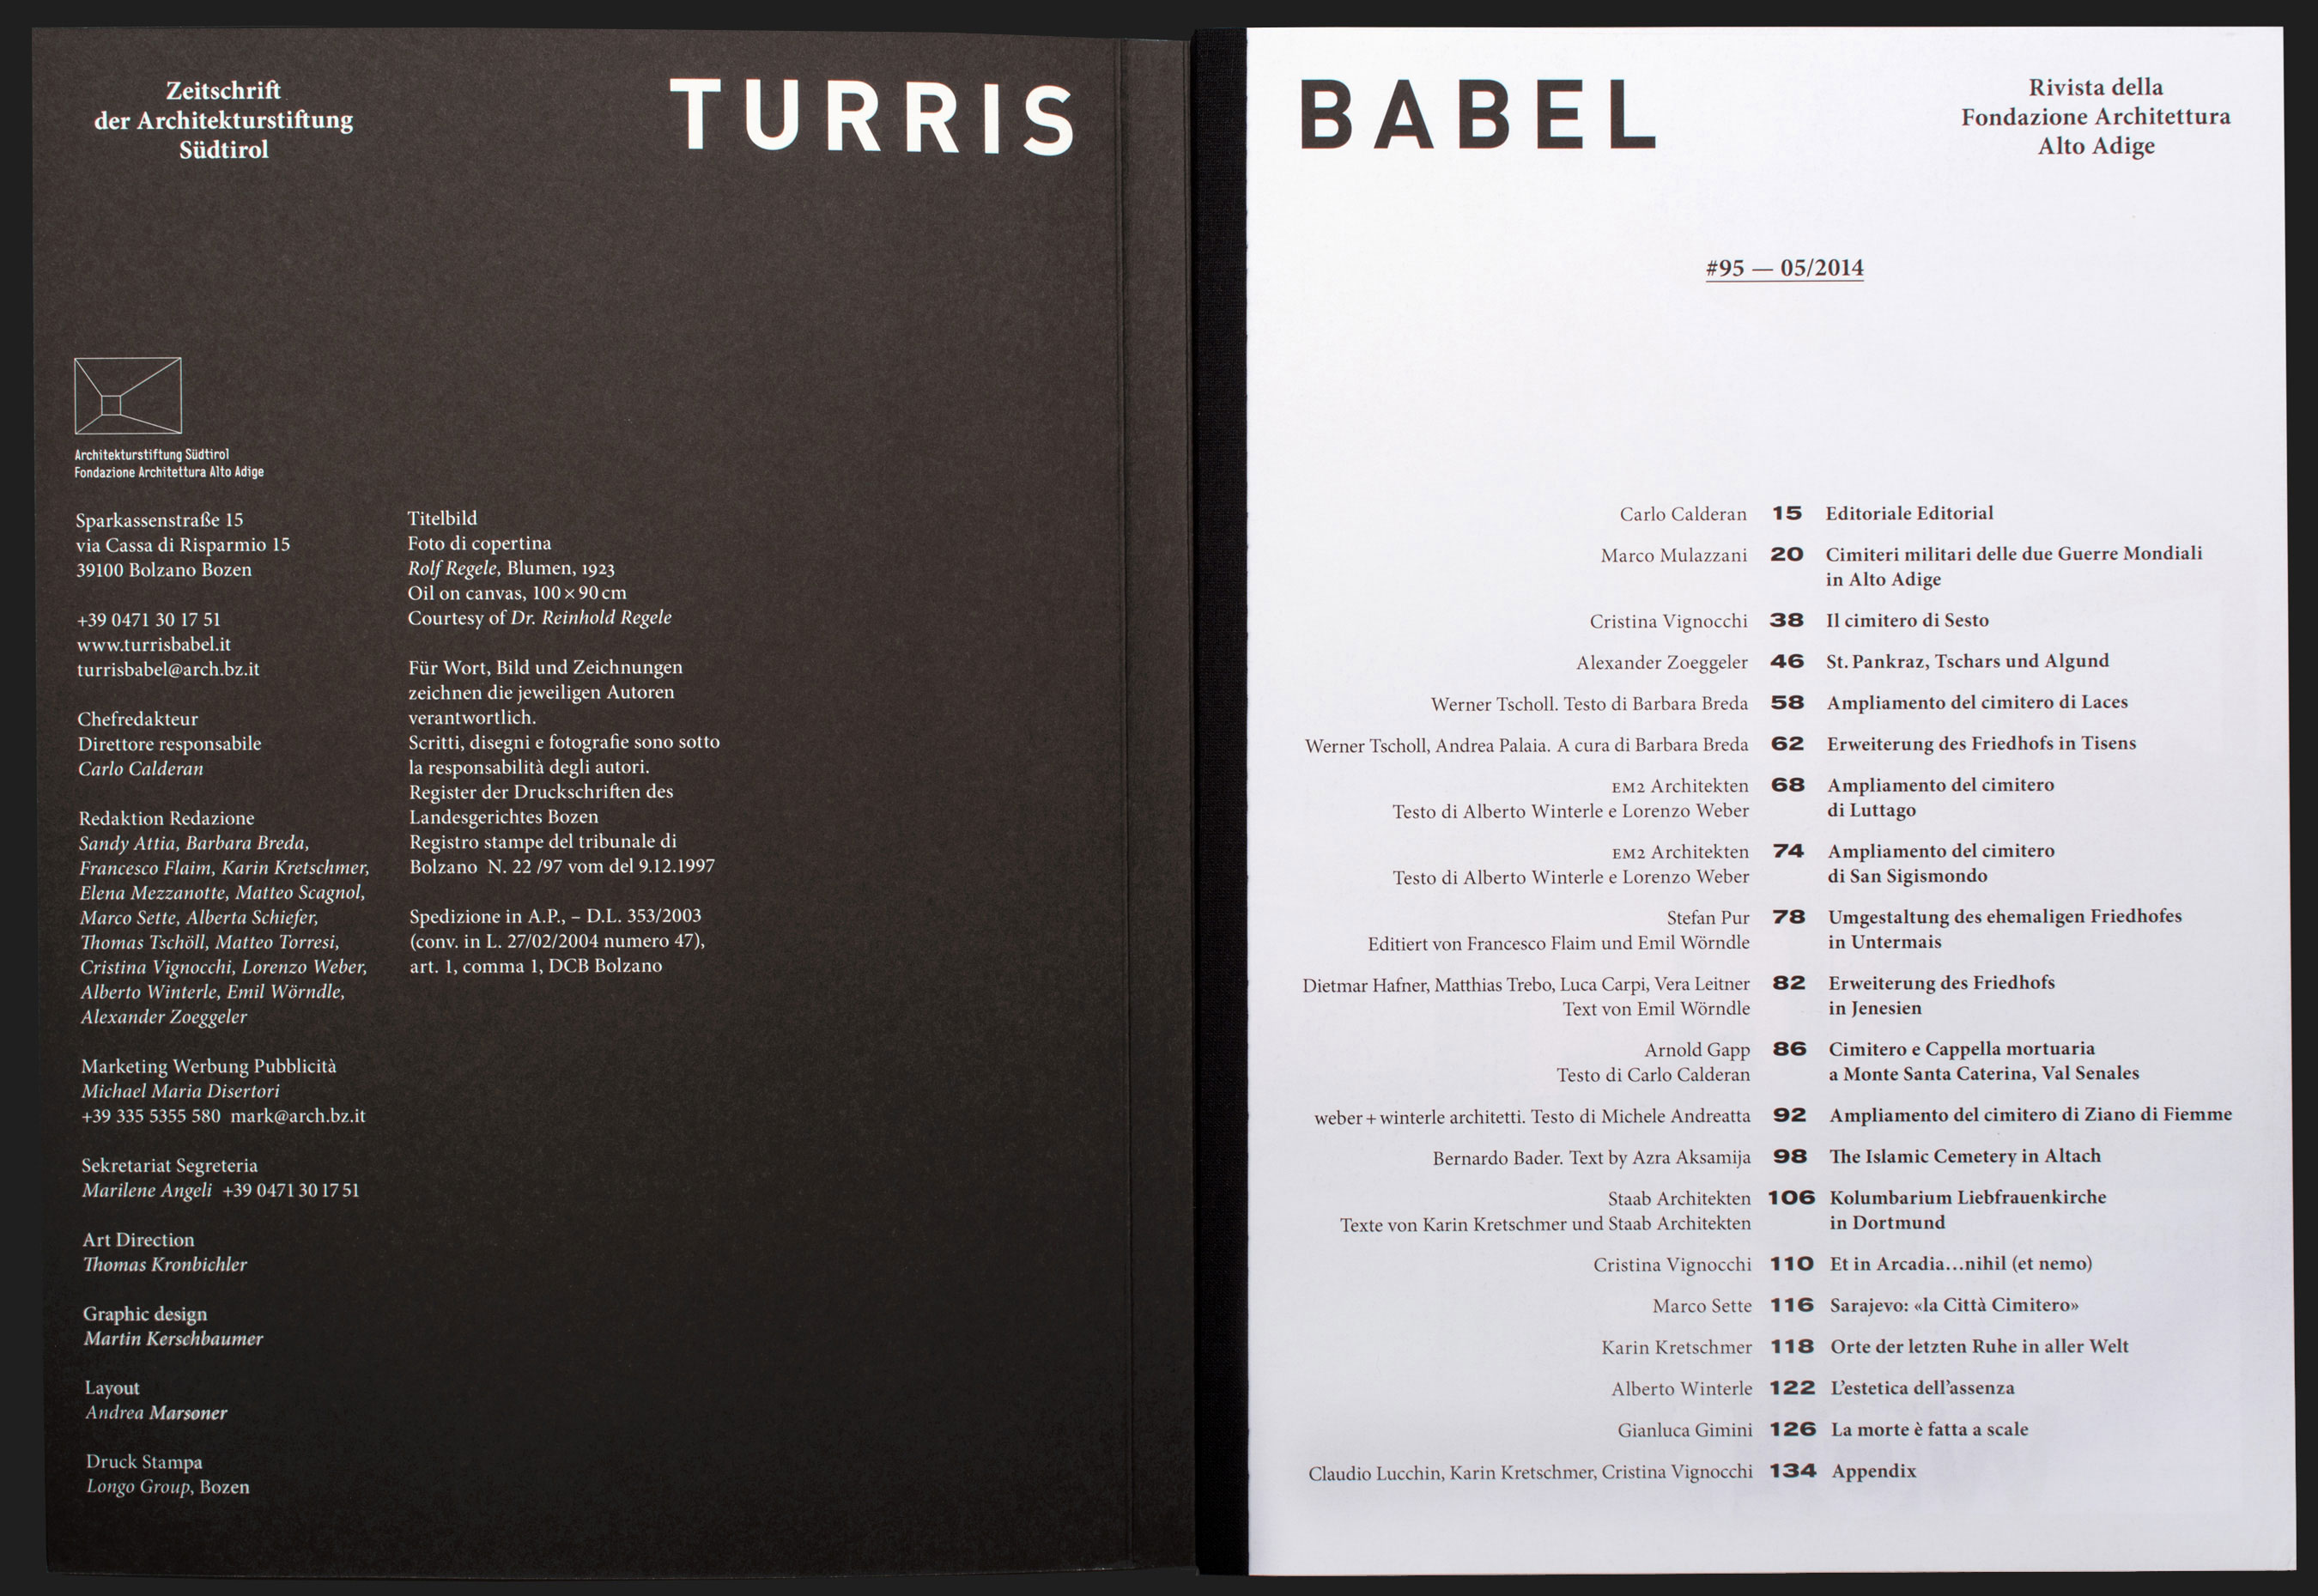 Zeitschrift
der Architekturstiftung
Südtirol
TURRIS
Architekturstiftung Südtirol
Fondazione Architettura Alto Adige
Sparkassenstraße 15
via Cassa di Risparmio 15
39100 Bolzano Bozen
+39 0471 30 17 51
www.turrisbabel.it
turrisbabel@arch.bz.it
Chefredakteur
Direttore responsabile
Carlo Calderan
Redaktion Redazione
Sandy Attia, Barbara Breda,
Francesco Flaim, Karin Kretschmer,
Elena Mezzanotte, Matteo Scagnol,
Marco Sette, Alberta Schiefer,
Thomas Tschöll, Matteo Torresi,
Cristina Vignocchi, Lorenzo Weber,
Alberto Winterle, Emil Wörndle,
Alexander Zoeggeler
Marketing Werbung Pubblicità
Michael Maria Disertori
+39 335 5355 580 mark@arch.bz.it
Sekretariat Segreteria
Marilene Angeli +39 0471 30 17 51
Art Direction
Thomas Kronbichler
Graphic design
Martin Kerschbaumer
Layout
Andrea Marsoner
Druck Stampa
Longo Group, Bozen
Titelbild
Foto di copertina
Rolf Regele, Blumen, 1923
Oil on canvas, 100 × 90 cm
Courtesy of Dr. Reinhold Regele
Für Wort, Bild und Zeichnungen
zeichnen die jeweiligen Autoren
verantwortlich.
Scritti, disegni e fotografie sono sotto
la responsabilità degli autori.
Register der Druckschriften des
Landesgerichtes Bozen
Registro stampe del tribunale di
Bolzano N. 22 /97 vom del 9.12.1997
Spedizione in A.P., – D.L. 353/2003
(conv. in L. 27/02/2004 numero 47),
art. 1, comma 1, DCB Bolzano
BABEL
Rivista della
Fondazione Architettura
Alto Adige
#95 — 05/2014
Carlo Calderan 15 Editoriale Editorial
Marco Mulazzani 20 Cimiteri militari delle due Guerre Mondiali
in Alto Adige
Cristina Vignocchi 38 Il cimitero di Sesto
Alexander Zoeggeler 46 St. Pankraz, Tschars und Algund
Werner Tscholl. Testo di Barbara Breda 58 Ampliamento del cimitero di Laces
Werner Tscholl, Andrea Palaia. A cura di Barbara Breda 62 Erweiterung des Friedhofs in Tisens
EM2 Architekten 68 Ampliamento del cimitero
Testo di Alberto Winterle e Lorenzo Weber di Luttago
EM2 Architekten 74 Ampliamento del cimitero
Testo di Alberto Winterle e Lorenzo Weber di San Sigismondo
Stefan Pur 78 Umgestaltung des ehemaligen Friedhofes
Editiert von Francesco Flaim und Emil Wörndle in Untermais
Dietmar Hafner, Matthias Trebo, Luca Carpi, Vera Leitner 82 Erweiterung des Friedhofs
Text von Emil Wörndle in Jenesien
Arnold Gapp 86 Cimitero e Cappella mortuaria
Testo di Carlo Calderan a Monte Santa Caterina, Val Senales
weber + winterle architetti. Testo di Michele Andreatta 92 Ampliamento del cimitero di Ziano di Fiemme
Bernardo Bader. Text by Azra Aksamija 98 The Islamic Cemetery in Altach
Staab Architekten 106 Kolumbarium Liebfrauenkirche
Texte von Karin Kretschmer und Staab Architekten in Dortmund
Cristina Vignocchi 110 Et in Arcadia…nihil (et nemo)
Marco Sette 116 Sarajevo: «la Città Cimitero»
Karin Kretschmer 118 Orte der letzten Ruhe in aller Welt
Alberto Winterle 122 L’estetica dell’assenza
Gianluca Gimini 126 La morte è fatta a scale
Claudio Lucchin, Karin Kretschmer, Cristina Vignocchi 134 Appendix